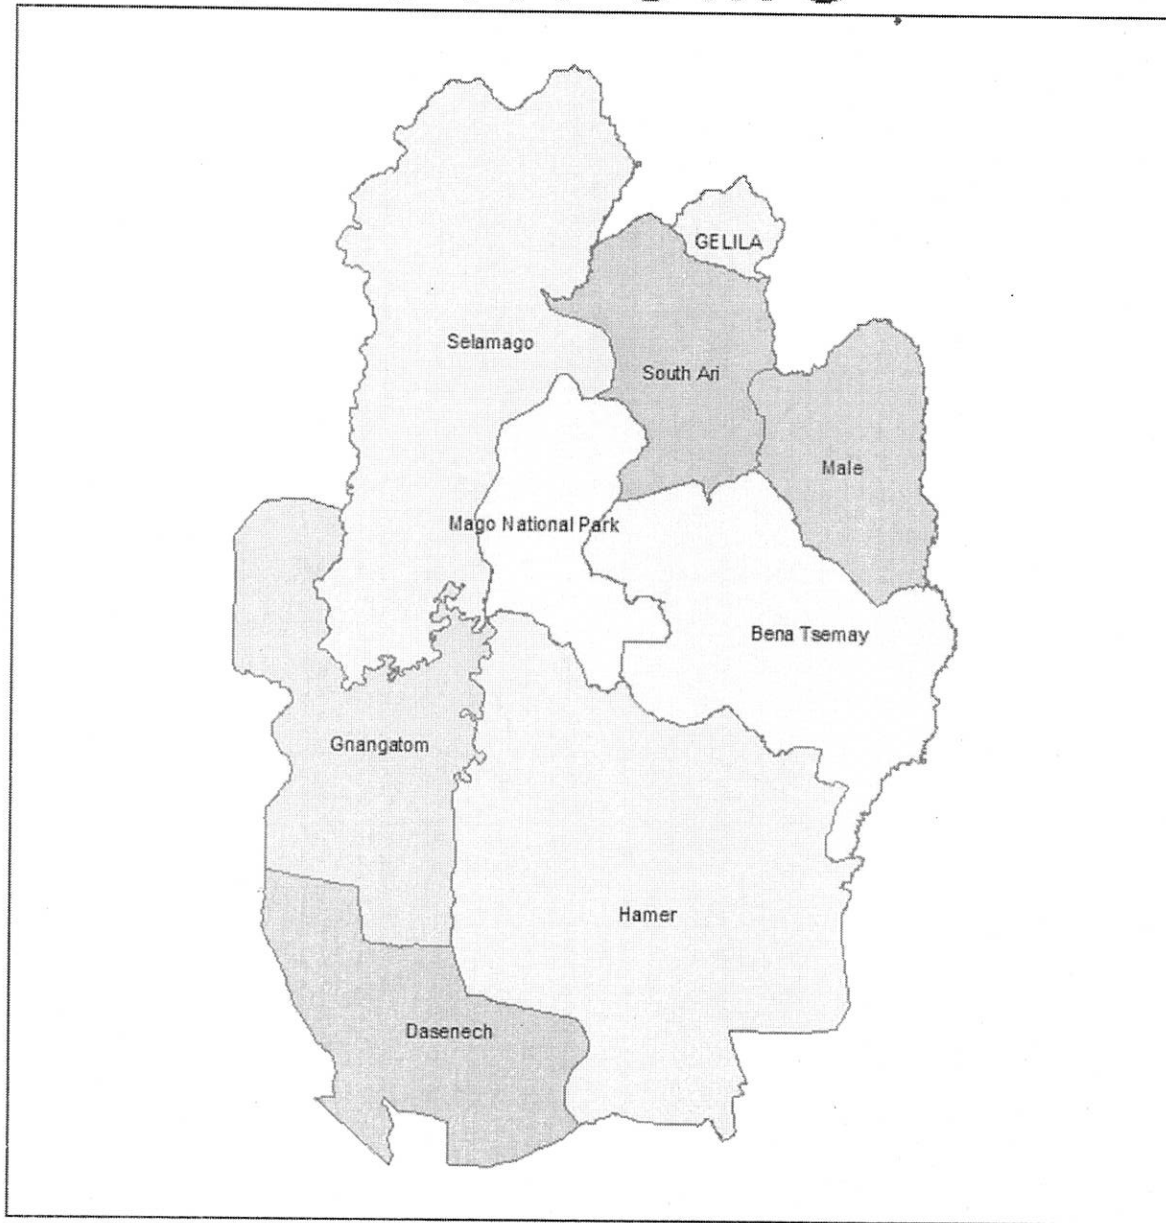 GELILA
Selamago
South Ari
Male
Mago National Park
Bena Tsemay
Gnangatom
Hamer
Dasenech